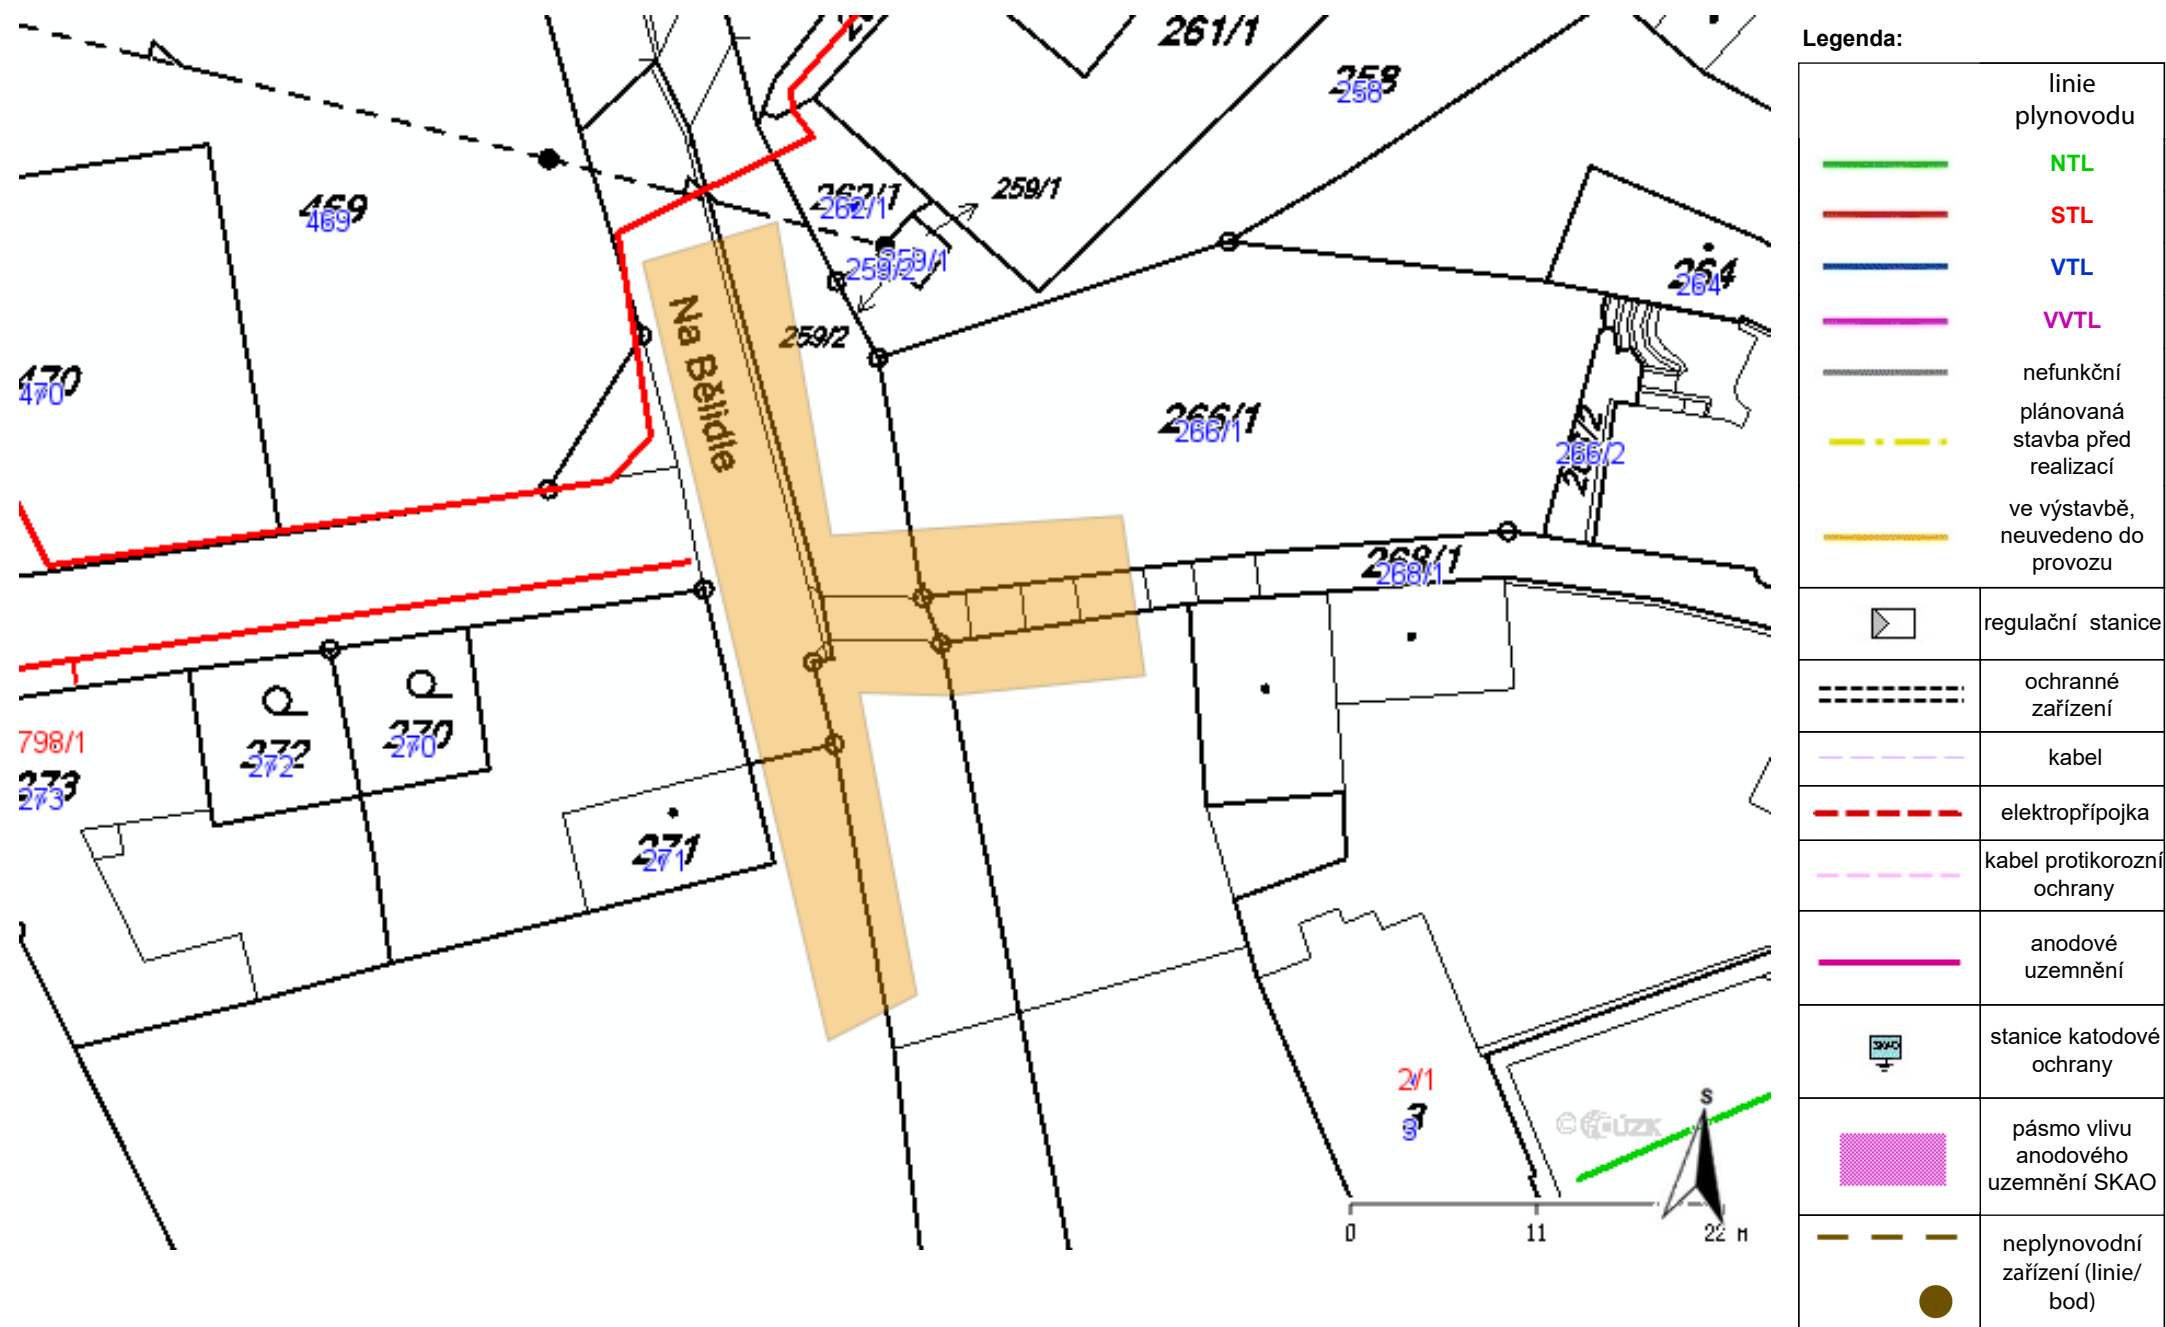 261/1
258
258
469
469
262/1
262/1
259/1
259/1
259/2
264
264
Na Bělidle
259/2
470
470
266/1
266/1
266/2
268/1
268/1
798/1
273
273
272
272
270
270
271
271
2/1
3
3
S
0
11
22 M
Legenda:
linie
plynovodu
NTL
STL
VTL
VVTL
nefunkční
plánovaná
stavba před
realizací
ve výstavbě,
neuvedeno do
provozu
regulační stanice
ochranné
zařízení
kabel
elektropřípojka
kabel protikorozní
ochrany
anodové
uzemnění
SKAO
stanice katodové
ochrany
pásmo vlivu
anodového
uzemnění SKAO
neplynovodní
zařízení (linie/
bod)